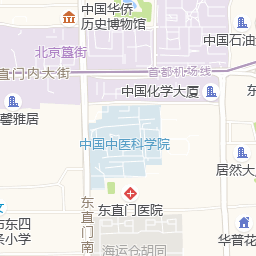 中国华侨
历史博物馆
中国石油
北京簋街
首都机场线
直门内大街
中国化学大厦
东
馨雅居
中国中医科学院
居然大
东直门医院
东直门南
东四
条小学
海运仓胡同
华普花